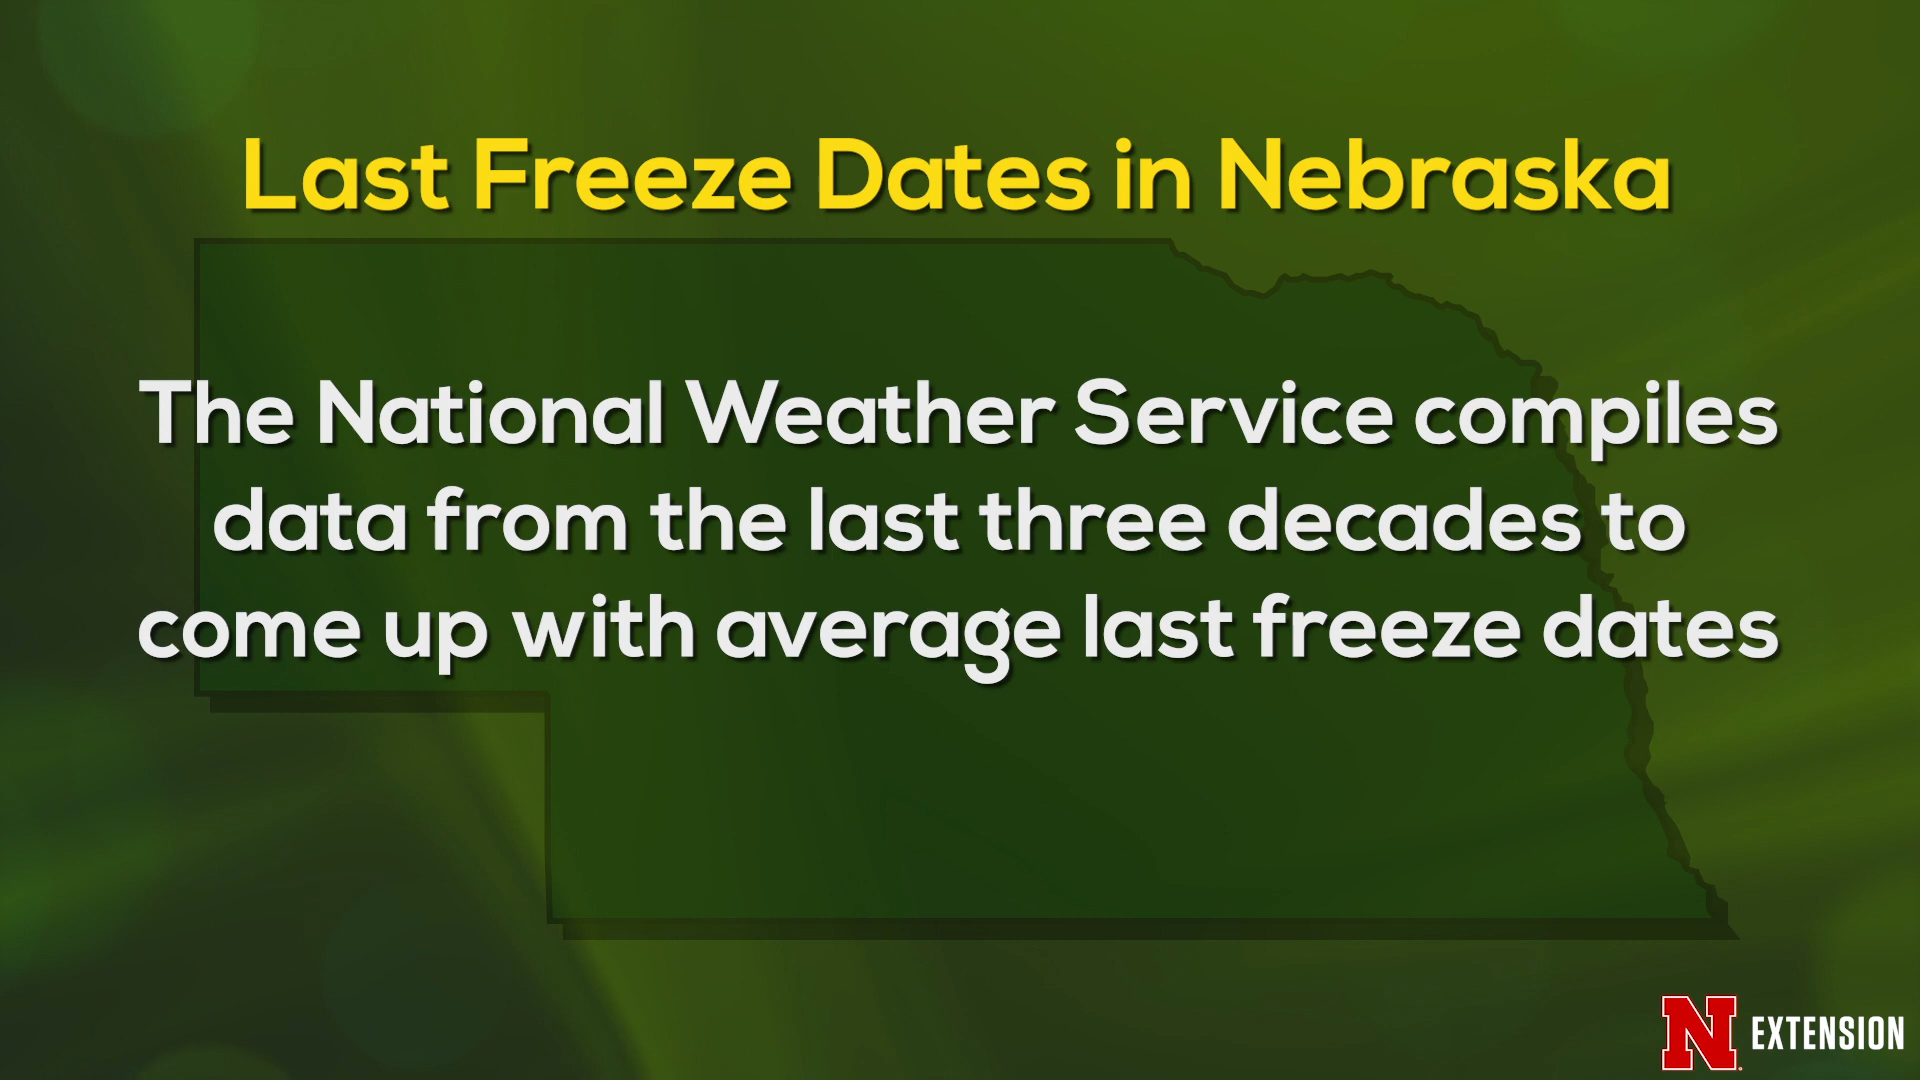 Last Freeze Dates in Nebraska
The National Weather Service compiles
data from the last three decades to
come up with average last freeze dates
N EXTENSION